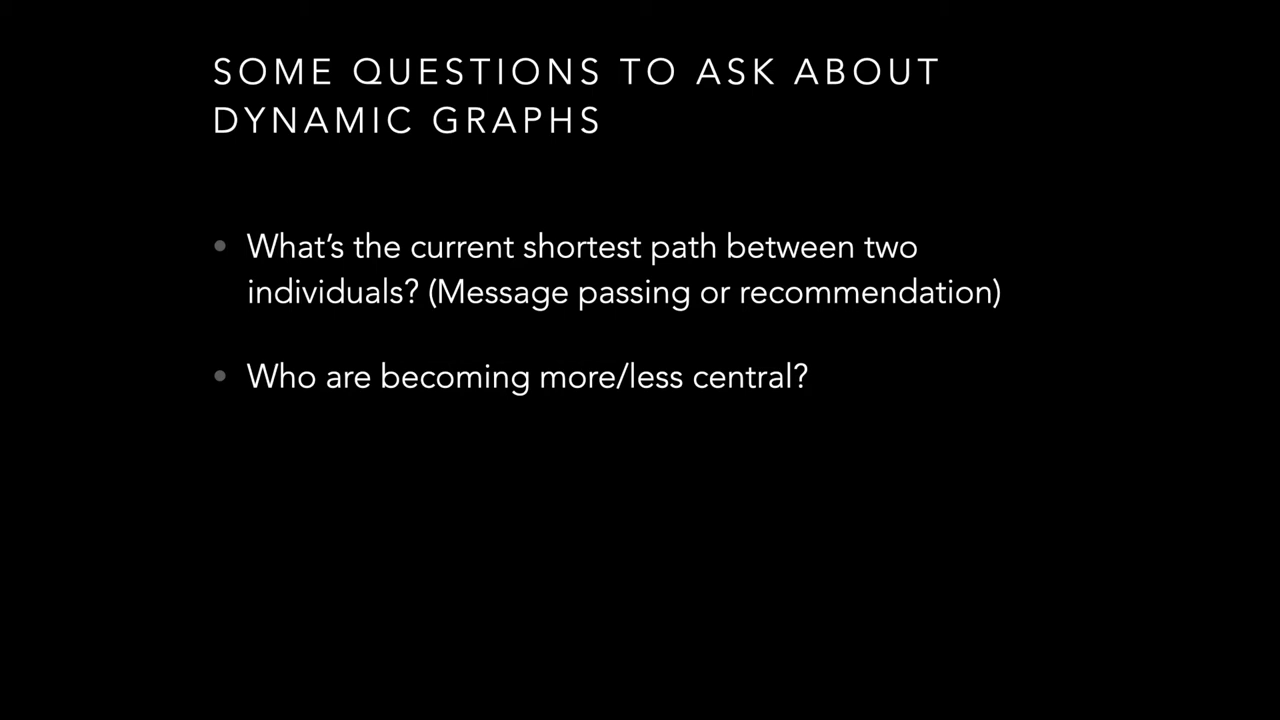 SOME QUESTIONS TO ASK ABOUT
DYNAMIC GRAPHS
• What’s the current shortest path between two
individuals? (Message passing or recommendation)
• Who are becoming more/less central?